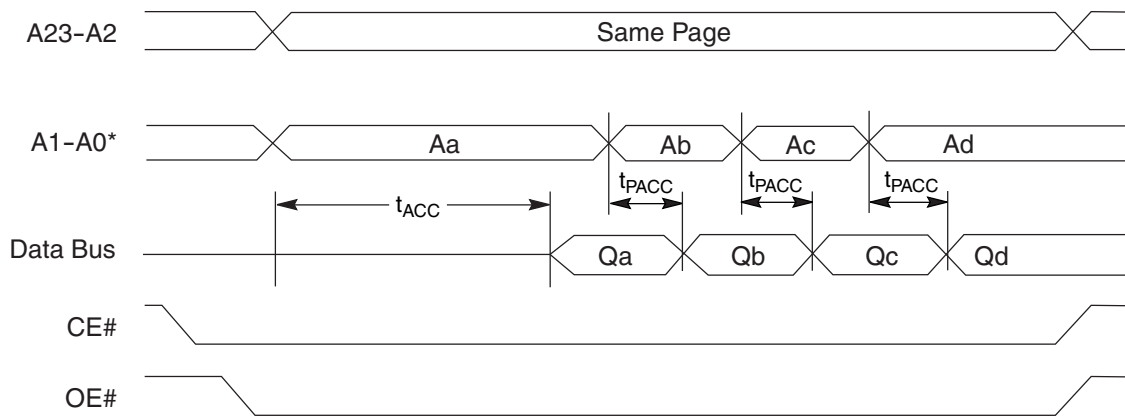 A23–A2 Same Page
A1–A0* Aa Ab Ac Ad
tACC tPACC tPACC tPACC
Data Bus Qa Qb Qc Qd
CE#
OE#